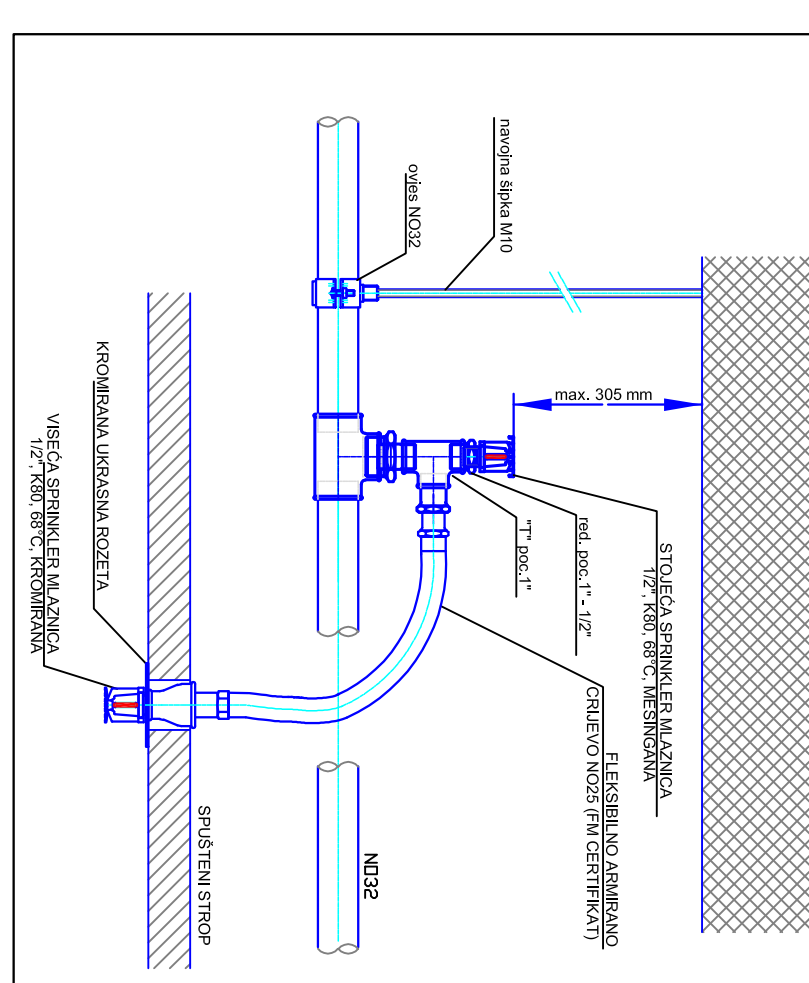 navojna šipka M10
ovjes NO32
max. 305 mm
STOJEĆA SPRINKLER MLAZNICA
1/2", K80, 68°C, MESINGANA
red. poc.1" - 1/2"
"T" poc.1"
FLEKSIBILNO ARMIRANO
CRIJEVO NO25 (FM CERTIFIKAT)
KROMIRANA UKRASNA ROZETA
VISEĆA SPRINKLER MLAZNICA
1/2", K80, 68°C, KROMIRANA
NO32
SPUŠTENI STROP